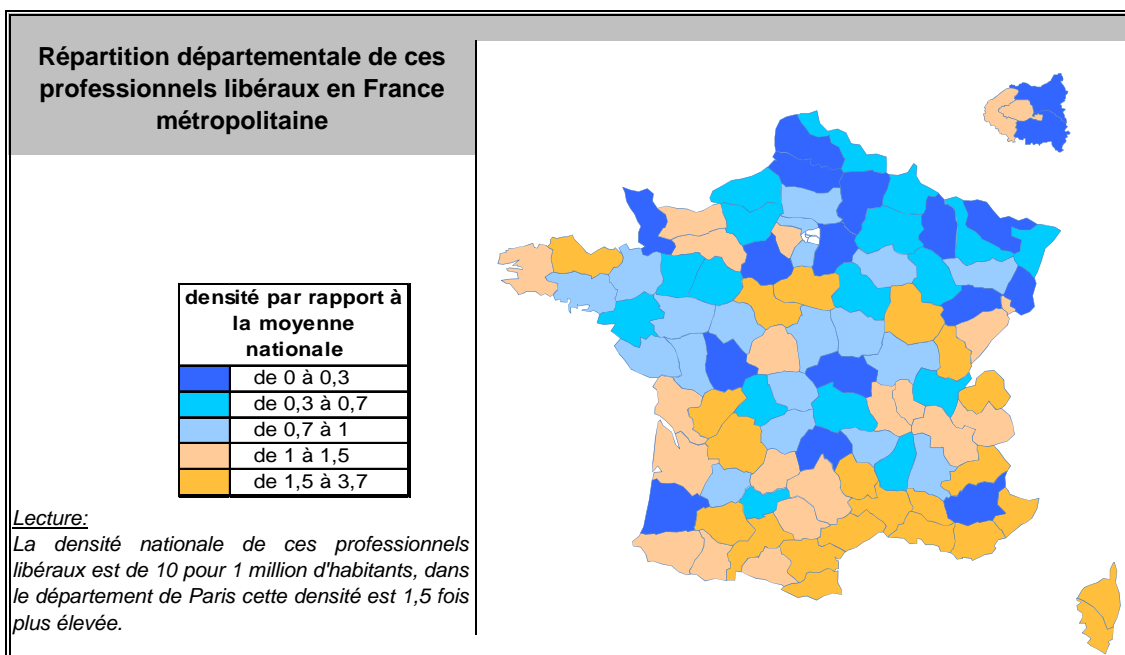 Répartition départementale de ces
professionnels libéraux en France
métropolitaine
densité par rapport à
la moyenne
nationale
de 0 à 0,3
de 0,3 à 0,7
de 0,7 à 1
de 1 à 1,5
de 1,5 à 3,7
Lecture:
La densité nationale de ces professionnels
libéraux est de 10 pour 1 million d'habitants, dans
le département de Paris cette densité est 1,5 fois
plus élevée.